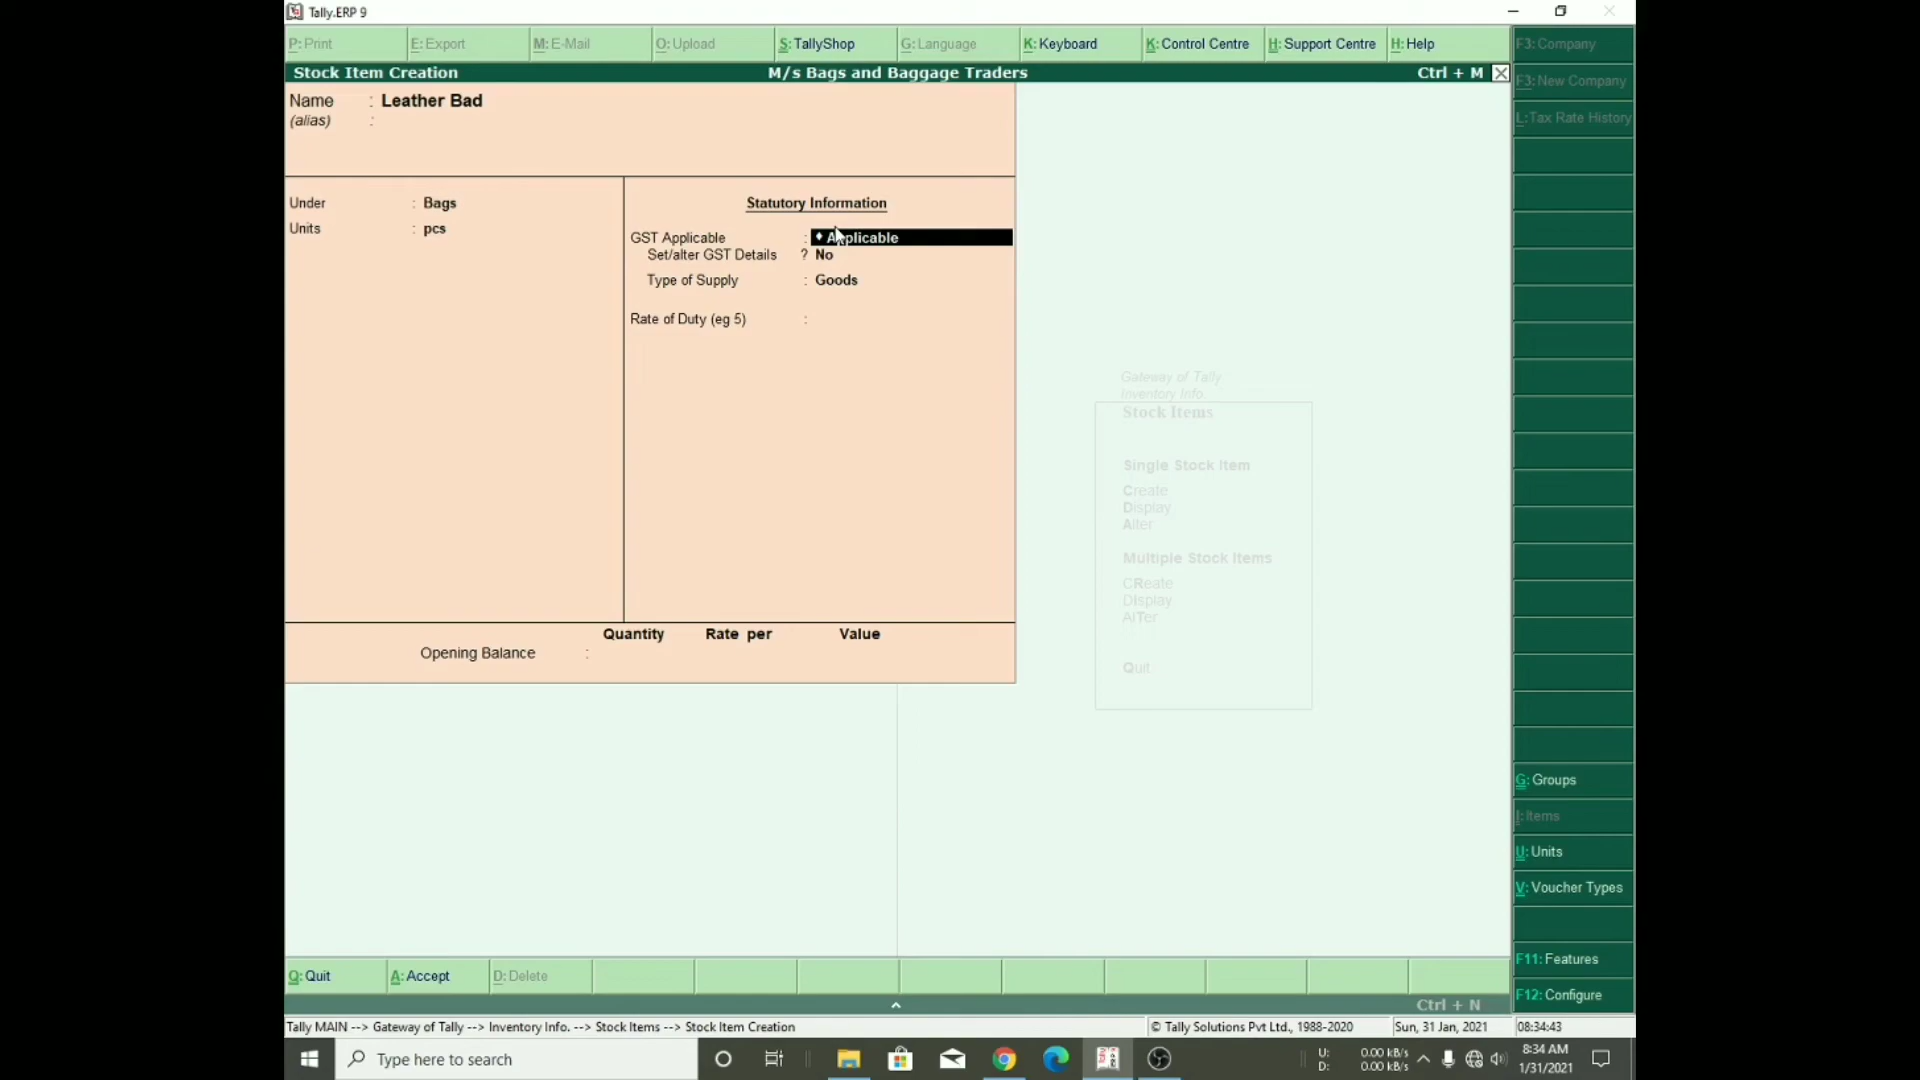 Tally.ERP 9
P: Print E: Export M: E-Mail O: Upload S: TallyShop G: Language K: Keyboard K: Control Centre H: Support Centre H: Help
F3: Company
Stock Item Creation M/s Bags and Baggage Traders Ctrl + M
F3: New Company
Name : Leather Bad
(alias) :
L: Tax Rate History
Under : Bags
Units : pcs
Statutory Information
GST Applicable : ♦ Applicable
Set/alter GST Details ? No
Type of Supply : Goods
Rate of Duty (eg 5) :
Gateway of Tally
Inventory Info.
Stock Items
Single Stock Item
Create
Display
Alter
Multiple Stock Items
CReate
DIsplay
AlTer
Quit
Quantity Rate per Value
Opening Balance :
G: Groups
I: Items
U: Units
V: Voucher Types
F11: Features
F12: Configure
Q: Quit A: Accept D: Delete
Ctrl + N
Tally MAIN --> Gateway of Tally --> Inventory Info. --> Stock Items --> Stock Item Creation © Tally Solutions Pvt Ltd., 1988-2020 Sun, 31 Jan, 2021 08:34:43
Type here to search
U: 0.00 kB/s
D: 0.00 kB/s
8:34 AM
1/31/2021